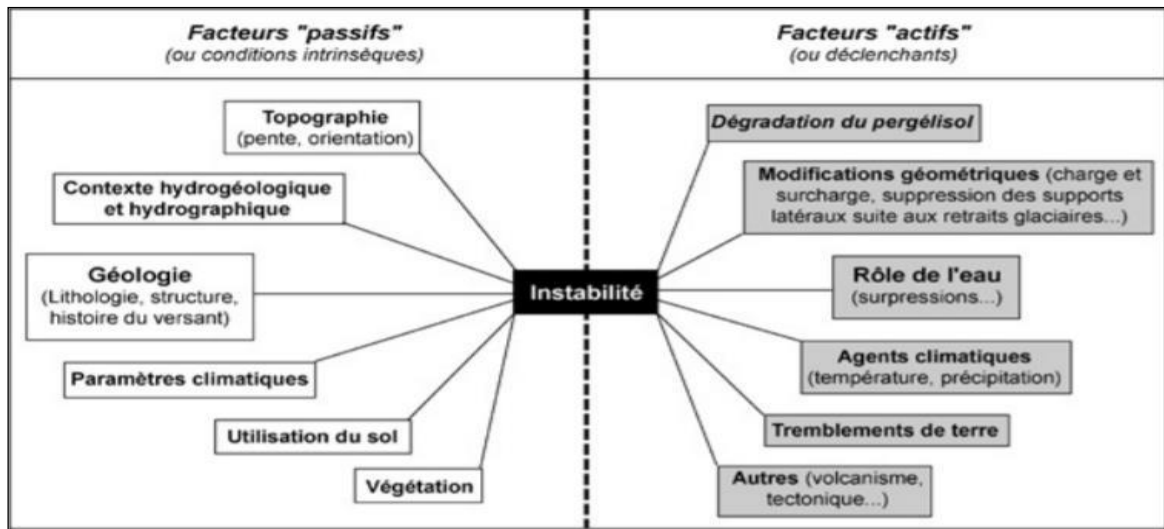 Facteurs "passifs"
(ou conditions intrinsèques)
Topographie
(pente, orientation)
Contexte hydrogéologique
et hydrographique
Géologie
(Lithologie, structure,
histoire du versant)
Paramètres climatiques
Utilisation du sol
Végétation
Instabilité
Facteurs "actifs"
(ou déclenchants)
Dégradation du pergélisol
Modifications géométriques (charge et
surcharge, suppression des supports
latéraux suite aux retraits glaciaires...)
Rôle de l'eau
(surpressions...)
Agents climatiques
(température, précipitation)
Tremblements de terre
Autres (volcanisme,
tectonique...)